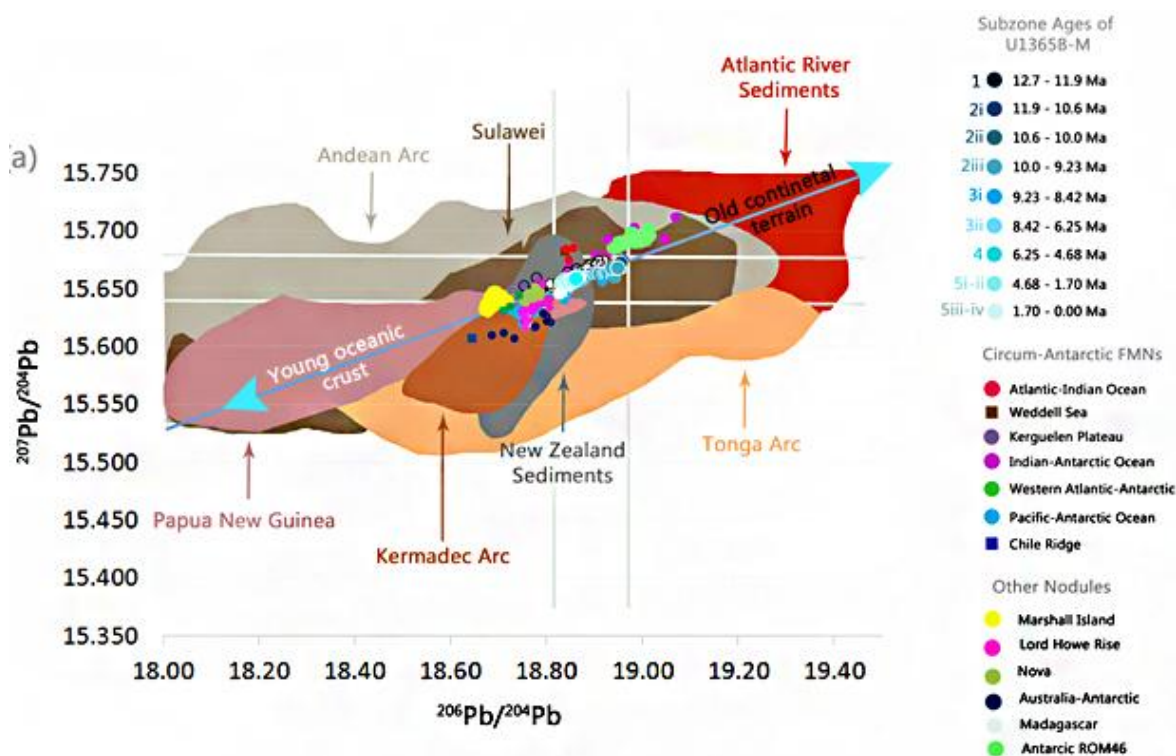 a)
Subzone Ages of
U1365B-M
1 12.7 - 11.9 Ma
2i 11.9 - 10.6 Ma
2ii 10.6 - 10.0 Ma
2iii 10.0 - 9.23 Ma
3i 9.23 - 8.42 Ma
3ii 8.42 - 6.25 Ma
4 6.25 - 4.68 Ma
5i-ii 4.68 - 1.70 Ma
5iii-iv 1.70 - 0.00 Ma
Circum-Antarctic FMNs
Atlantic-Indian Ocean
Weddell Sea
Kerguelen Plateau
Indian-Antarctic Ocean
Western Atlantic-Antarctic
Pacific-Antarctic Ocean
Chile Ridge
Other Nodules
Marshall Island
Lord Howe Rise
Nova
Australia-Antarctic
Madagascar
Antarcic ROM46
Atlantic River
Sediments
Sulawei
Andean Arc
Old continetal
terrain
Young oceanic
crust
New Zealand
Sediments
Tonga Arc
Papua New Guinea
Kermadec Arc
²⁰⁷Pb/²⁰⁴Pb
15.750
15.700
15.650
15.600
15.550
15.500
15.450
15.400
15.350
18.00 18.20 18.40 18.60 18.80 19.00 19.20 19.40
²⁰⁶Pb/²⁰⁴Pb